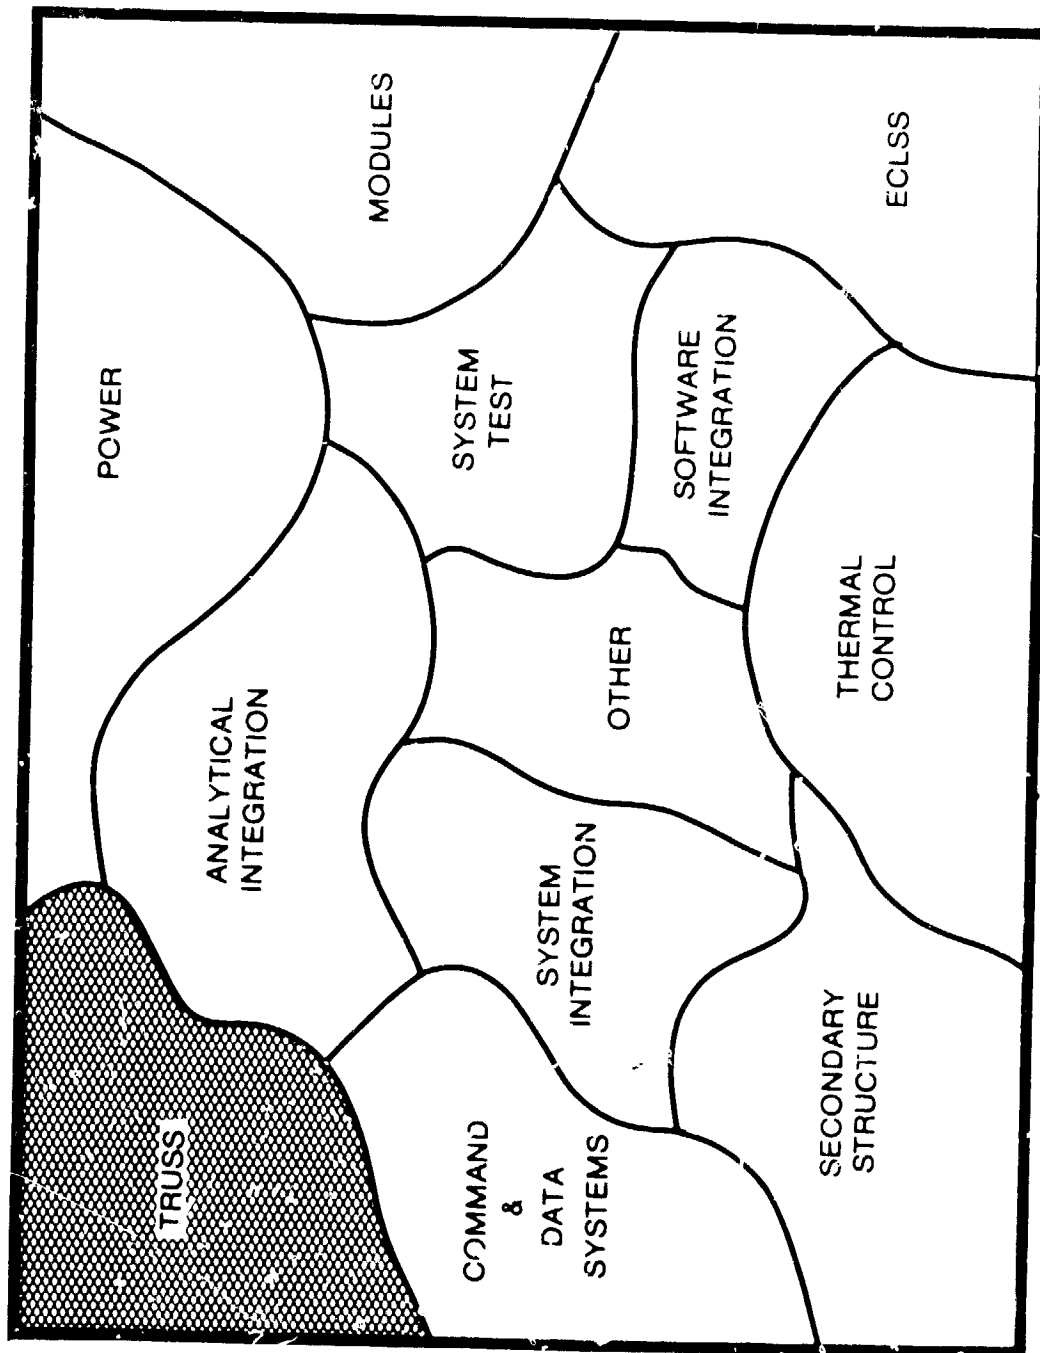 TRUSS
POWER
ANALYTICAL
INTEGRATION
MODULES
COMMAND
&
DATA
SYSTEMS
SYSTEM
TEST
SYSTEM
INTEGRATION
OTHER
SOFTWARE
INTEGRATION
SECONDARY
STRUCTURE
THERMAL
CONTROL
ECLSS